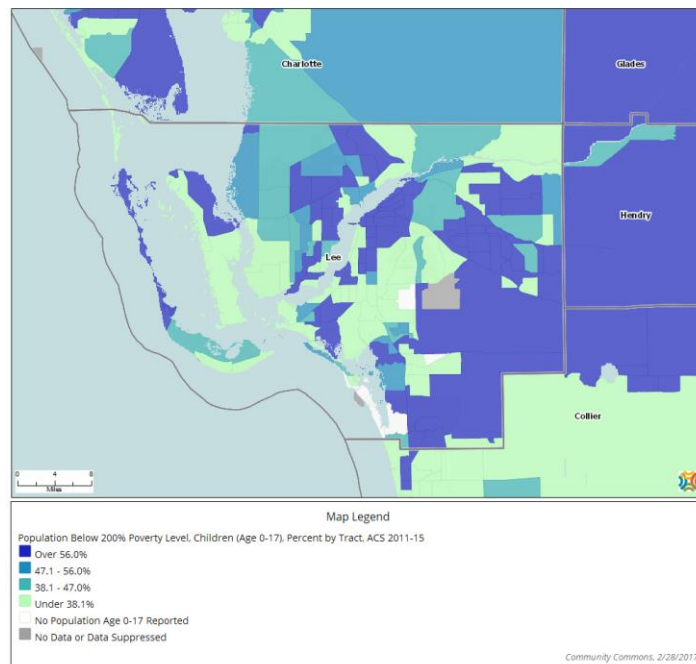 Charlotte
Glades
Hendry
Lee
Collier
0 4 8
Miles
Map Legend
Population Below 200% Poverty Level, Children (Age 0-17), Percent by Tract, ACS 2011-15
Over 56.0%
47.1 - 56.0%
38.1 - 47.0%
Under 38.1%
No Population Age 0-17 Reported
No Data or Data Suppressed
Community Commons, 2/28/2017